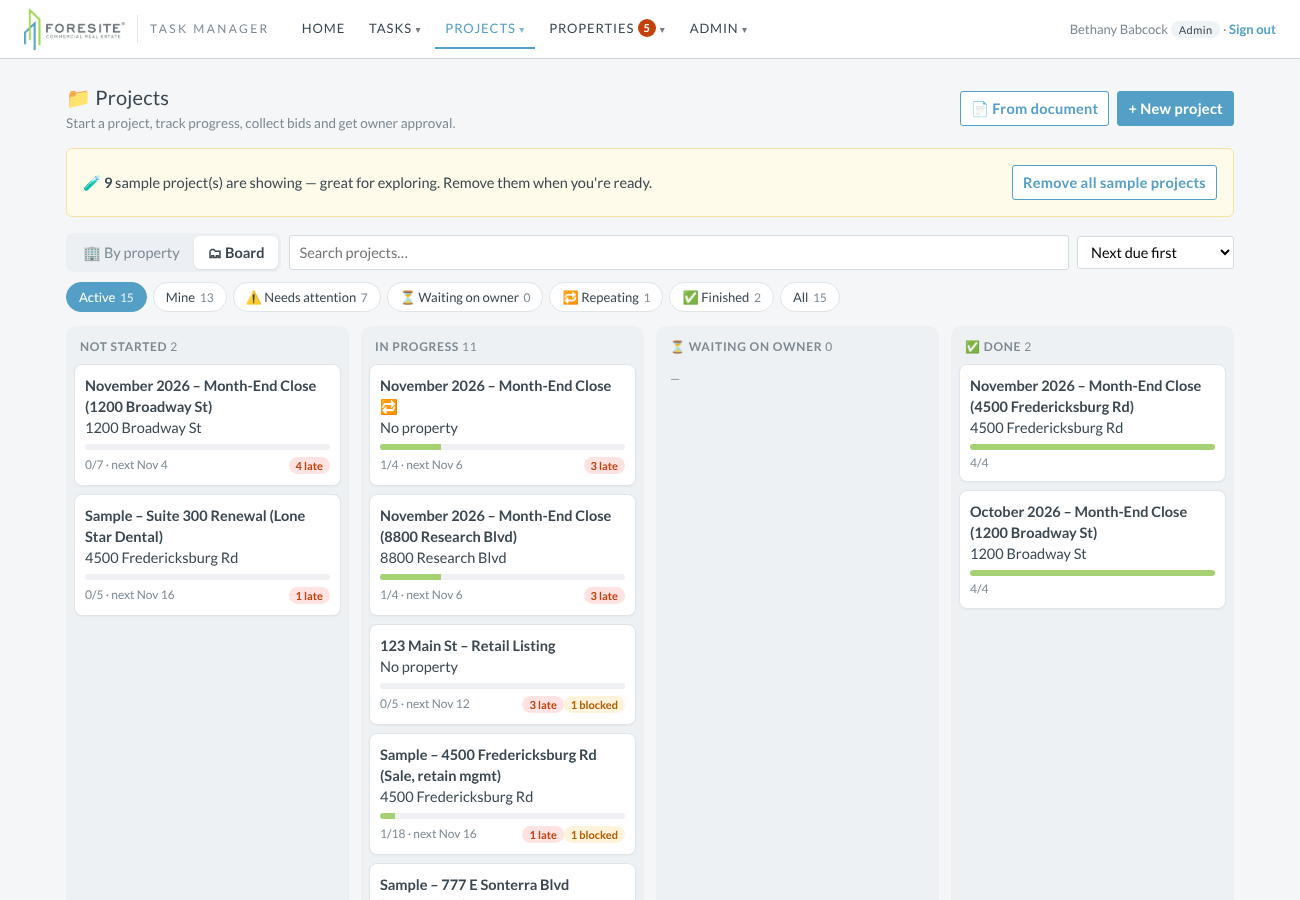 FORESITE
COMMERCIAL REAL ESTATE
TASK MANAGER
HOME
TASKS ▾
PROJECTS ▾
PROPERTIES 5 ▾
ADMIN ▾
Bethany Babcock Admin · Sign out
📁 Projects
Start a project, track progress, collect bids and get owner approval.
📄 From document
+ New project
🧪 9 sample project(s) are showing — great for exploring. Remove them when you're ready.
Remove all sample projects
🏢 By property
🗂 Board
Search projects...
Next due first
Active 15
Mine 13
⚠️ Needs attention 7
⏳ Waiting on owner 0
🔁 Repeating 1
✅ Finished 2
All 15
NOT STARTED 2
November 2026 – Month-End Close
(1200 Broadway St)
1200 Broadway St
0/7 · next Nov 4
4 late
Sample – Suite 300 Renewal (Lone
Star Dental)
4500 Fredericksburg Rd
0/5 · next Nov 16
1 late
IN PROGRESS 11
November 2026 – Month-End Close
🔁
No property
1/4 · next Nov 6
3 late
November 2026 – Month-End Close
(8800 Research Blvd)
8800 Research Blvd
1/4 · next Nov 6
3 late
123 Main St – Retail Listing
No property
0/5 · next Nov 12
3 late
1 blocked
Sample – 4500 Fredericksburg Rd
(Sale, retain mgmt)
4500 Fredericksburg Rd
1/18 · next Nov 16
1 late
1 blocked
Sample – 777 E Sonterra Blvd
⏳ WAITING ON OWNER 0
—
✅ DONE 2
November 2026 – Month-End Close
(4500 Fredericksburg Rd)
4500 Fredericksburg Rd
4/4
October 2026 – Month-End Close
(1200 Broadway St)
1200 Broadway St
4/4